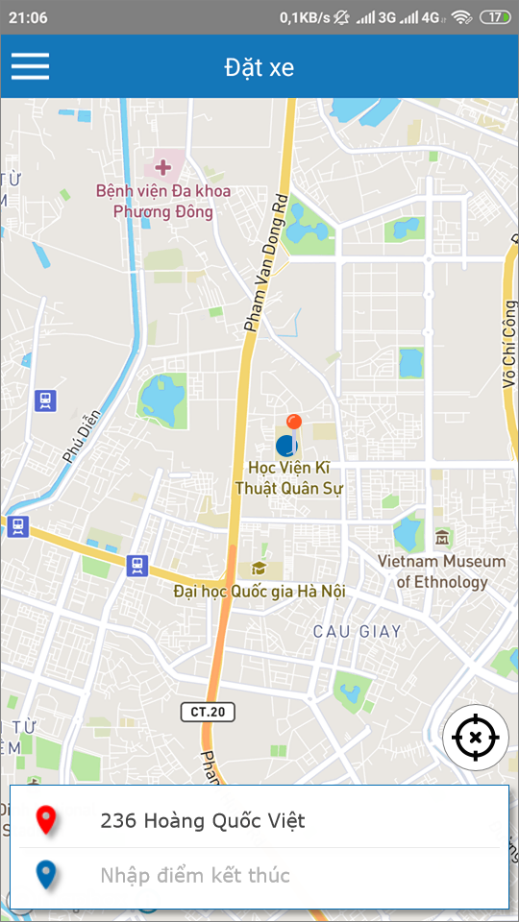 21:06 0,1KB/s 3G 4G 17
Đặt xe
TỪ
Bệnh viện Đa khoa
Phương Đông
Pham Van Dong Rd
Võ Chí Công
Phú Diễn
Học Viện Kĩ
Thuật Quân Sự
Vietnam Museum
of Ethnology
Đại học Quốc gia Hà Nội
CAU GIAY
CT.20
TỪ
236 Hoàng Quốc Việt
Nhập điểm kết thúc